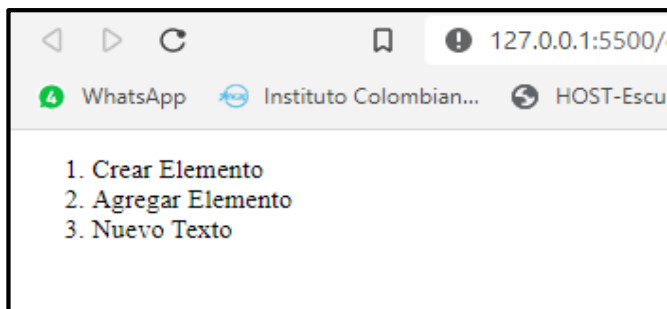 127.0.0.1:5500/
4 WhatsApp Instituto Colombian... HOST-Escu
1. Crear Elemento
2. Agregar Elemento
3. Nuevo Texto